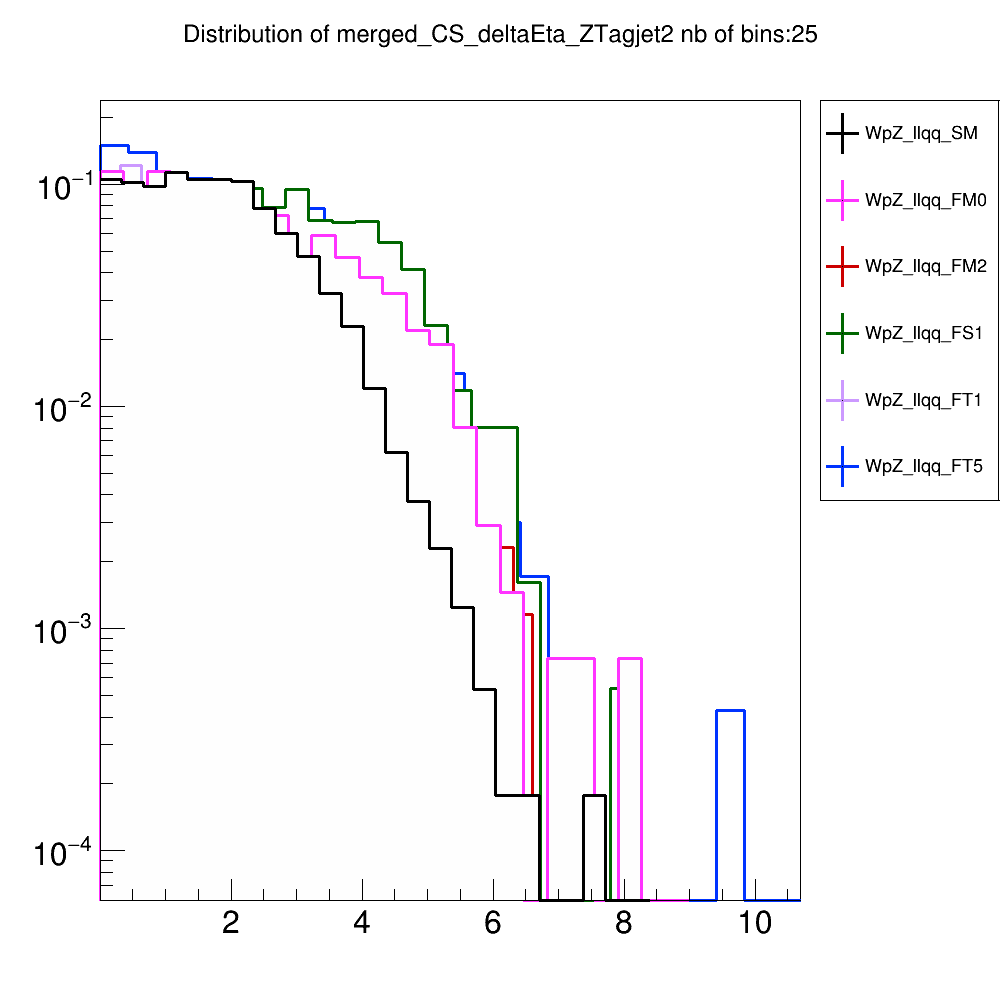 Distribution of merged_CS_deltaEta_ZTagjet2 nb of bins:25
WpZ_llqq_SM
WpZ_llqq_FM0
WpZ_llqq_FM2
WpZ_llqq_FS1
WpZ_llqq_FT1
WpZ_llqq_FT5
10⁻¹
10⁻²
10⁻³
10⁻⁴
2 4 6 8 10